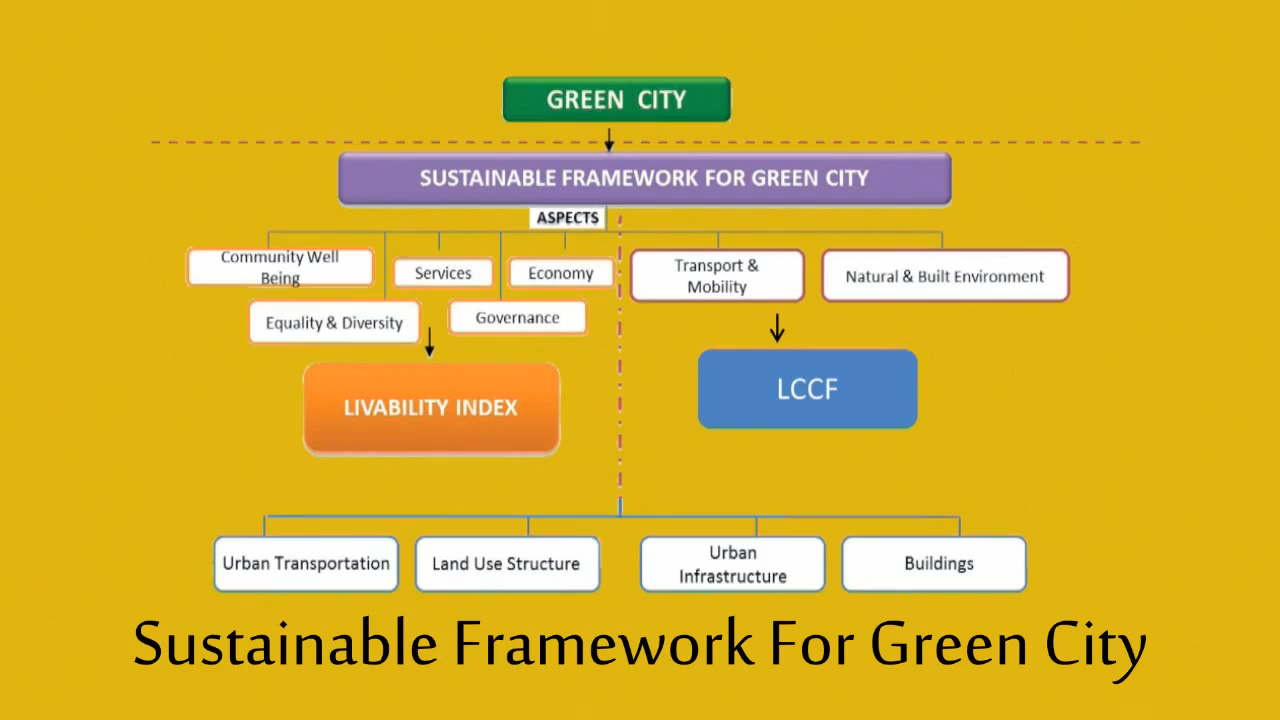 GREEN CITY
SUSTAINABLE FRAMEWORK FOR GREEN CITY
ASPECTS
Community Well
Being
Services
Economy
Transport &
Mobility
Natural & Built Environment
Equality & Diversity
Governance
LIVABILITY INDEX
LCCF
Urban Transportation
Land Use Structure
Urban
Infrastructure
Buildings
Sustainable Framework For Green City